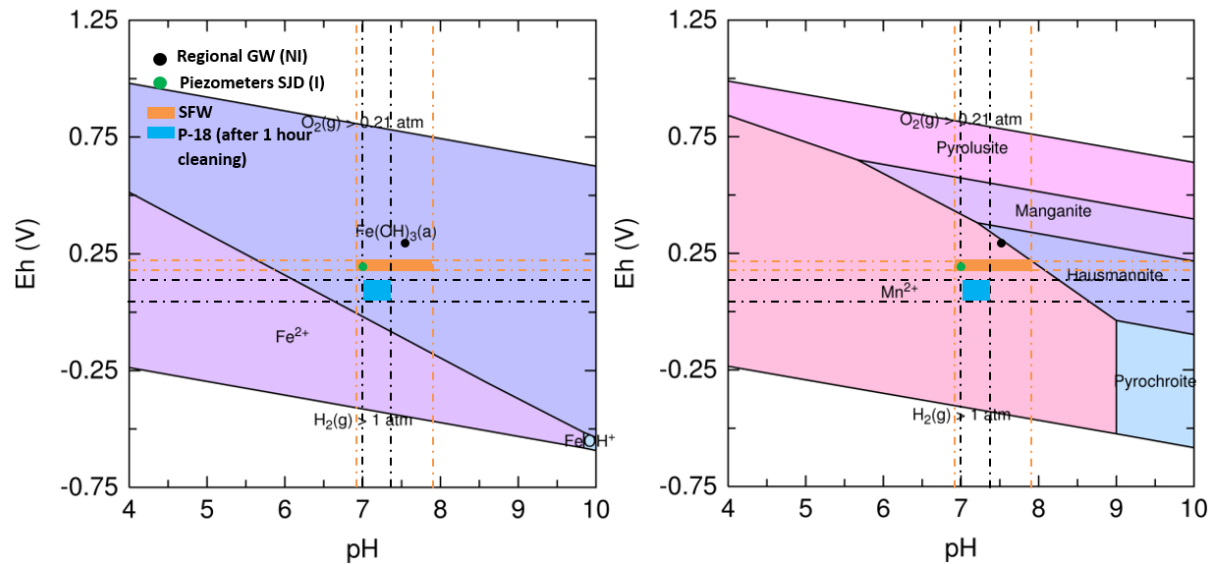 1.25
0.75
0.25
-0.25
-0.75
Eh (V)
4
5
6
7
8
9
10
pH
Regional GW (NI)
Piezometers SJD (I)
SFW
P-18 (after 1 hour
cleaning)
O₂(g) > 0.21 atm
Fe(OH)₃(a)
Fe²⁺
H₂(g) > 1 atm
FeOH⁺
1.25
0.75
0.25
-0.25
-0.75
Eh (V)
4
5
6
7
8
9
10
pH
O₂(g) > 0.21 atm
Pyrolusite
Manganite
Hausmannite
Mn²⁺
Pyrochroite
H₂(g) > 1 atm